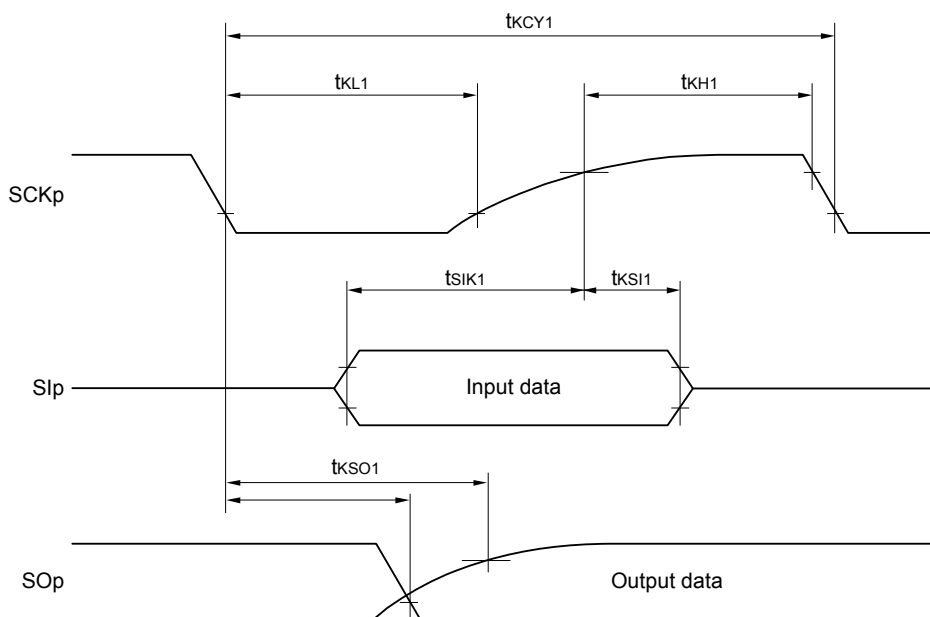 tKCY1
tKL1
tKH1
SCKp
tSIK1
tKSI1
SIp
Input data
tKSO1
SOp
Output data